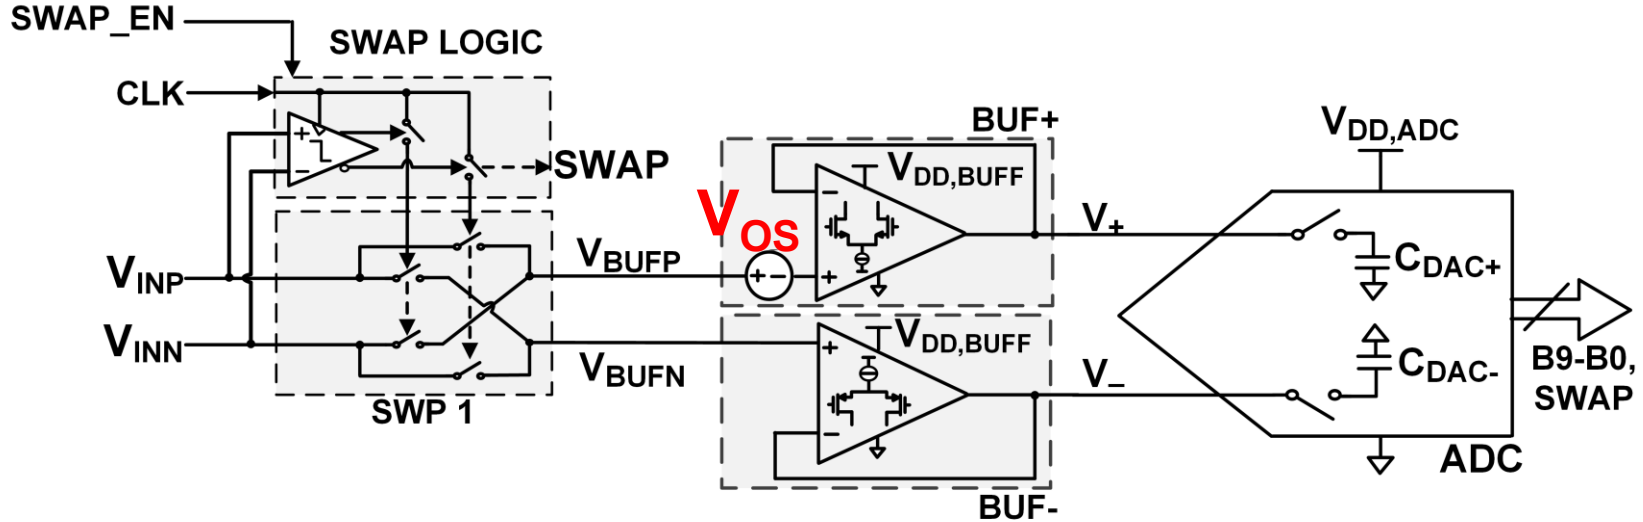 SWAP_EN
SWAP LOGIC
CLK
SWAP
BUF+
VDD,BUFF
VOS
VBUFP
V+
VDD,ADC
CDAC+
VINP
VINN
VDD,BUFF
VBUFN
V–
CDAC-
B9-B0,
SWAP
SWP 1
ADC
BUF-